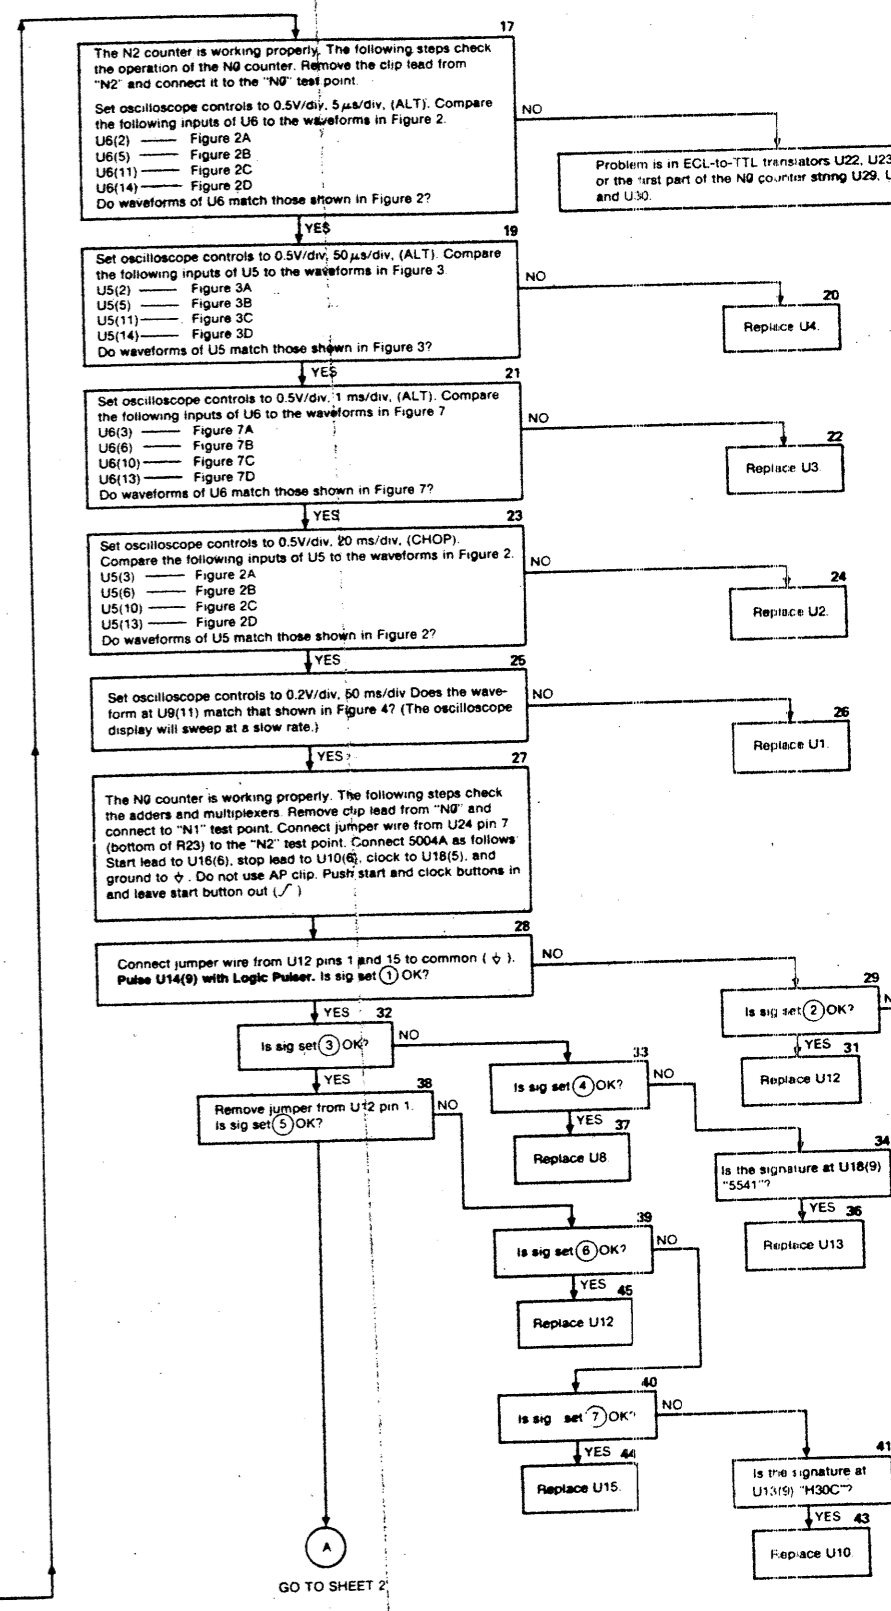 17
The N2 counter is working properly. The following steps check
the operation of the N0 counter. Remove the clip lead from
"N2" and connect it to the "N0" test point.
Set oscilloscope controls to 0.5V/div, 5 µs/div, (ALT). Compare
the following inputs of U6 to the waveforms in Figure 2.
U6(2) —— Figure 2A
U6(5) —— Figure 2B
U6(11) —— Figure 2C
U6(14) —— Figure 2D
Do waveforms of U6 match those shown in Figure 2?
NO
Problem is in ECL-to-TTL translators U22, U23
or the first part of the N0 counter string U29, U
and U30.
YES
19
Set oscilloscope controls to 0.5V/div, 50 µs/div, (ALT). Compare
the following inputs of U5 to the waveforms in Figure 3
U5(2) —— Figure 3A
U5(5) —— Figure 3B
U5(11) —— Figure 3C
U5(14) —— Figure 3D
Do waveforms of U5 match those shown in Figure 3?
NO
20
Replace U4.
YES
21
Set oscilloscope controls to 0.5V/div, 1 ms/div, (ALT). Compare
the following inputs of U6 to the waveforms in Figure 7
U6(3) —— Figure 7A
U6(6) —— Figure 7B
U6(10) —— Figure 7C
U6(13) —— Figure 7D
Do waveforms of U6 match those shown in Figure 7?
NO
22
Replace U3.
YES
23
Set oscilloscope controls to 0.5V/div, 20 ms/div, (CHOP).
Compare the following inputs of U5 to the waveforms in Figure 2.
U5(3) —— Figure 2A
U5(6) —— Figure 2B
U5(10) —— Figure 2C
U5(13) —— Figure 2D
Do waveforms of U5 match those shown in Figure 2?
NO
24
Replace U2.
YES
25
Set oscilloscope controls to 0.2V/div, 50 ms/div Does the wave-
form at U9(11) match that shown in Figure 4? (The oscilloscope
display will sweep at a slow rate.)
NO
26
Replace U1.
YES
27
The N0 counter is working properly. The following steps check
the adders and multiplexers. Remove clip lead from "N0" and
connect to "N1" test point. Connect jumper wire from U24 pin 7
(bottom of R23) to the "N2" test point. Connect 5004A as follows
Start lead to U16(6), stop lead to U10(6), clock to U18(5), and
ground to ⏚. Do not use AP clip. Push start and clock buttons in
and leave start button out (⎍)
28
Connect jumper wire from U12 pins 1 and 15 to common (⏚).
Pulse U14(9) with Logic Pulser. Is sig set 1 OK?
NO
29
Is sig set 2 OK?
N
YES
31
Replace U12
YES
32
Is sig set 3 OK?
NO
33
Is sig set 4 OK?
NO
YES
37
Replace U8.
34
Is the signature at U18(9)
"5541"?
YES
36
Replace U13
YES
38
Remove jumper from U12 pin 1.
Is sig set 5 OK?
NO
39
Is sig set 6 OK?
NO
YES
45
Replace U12
40
Is sig set 7 OK?
NO
YES
44
Replace U15.
41
Is the signature at
U13(9) "H30C"?
YES
43
Replace U10
A
GO TO SHEET 2